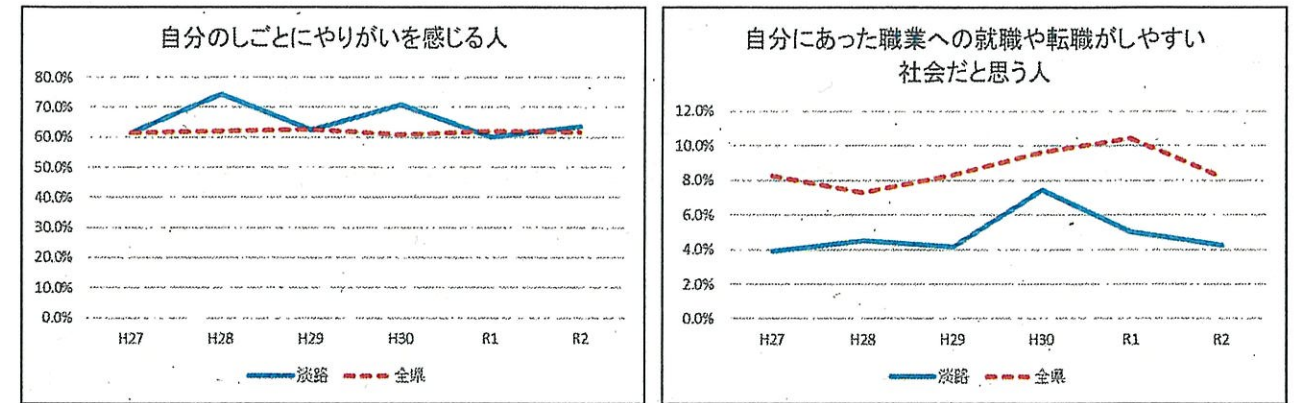 自分のしごとにやりがいを感じる人
80.0%
70.0%
60.0%
50.0%
40.0%
30.0%
20.0%
10.0%
0.0%
H27 H28 H29 H30 R1 R2
淡路 全県
自分にあった職業への就職や転職がしやすい
社会だと思う人
12.0%
10.0%
8.0%
6.0%
4.0%
2.0%
0.0%
H27 H28 H29 H30 R1 R2
淡路 全県